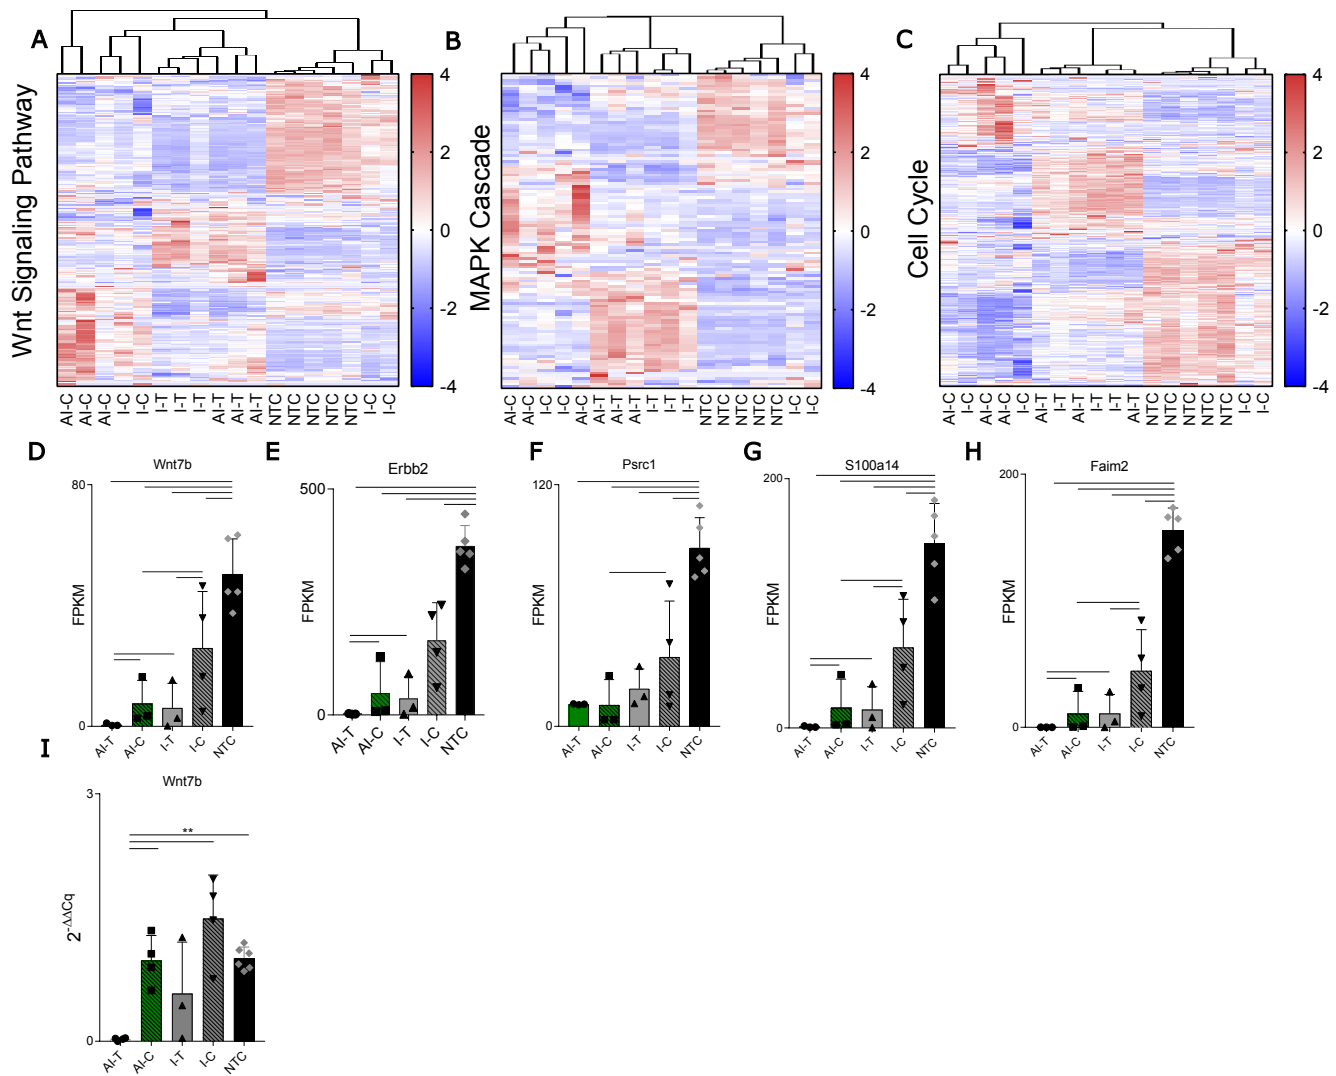 A
Wnt Signaling Pathway
4
2
0
-2
-4
AI-C
AI-C
AI-C
I-C
I-C
I-T
I-T
I-T
AI-T
AI-T
AI-T
NTC
NTC
NTC
NTC
NTC
I-C
I-C
B
MAPK Cascade
4
2
0
-2
-4
AI-C
AI-C
I-C
I-C
AI-C
AI-T
AI-T
AI-T
I-T
I-T
I-T
NTC
NTC
NTC
NTC
NTC
I-C
I-C
C
Cell Cycle
4
2
0
-2
-4
AI-C
I-C
AI-C
AI-C
I-C
AI-T
I-T
AI-T
I-T
I-T
AI-T
NTC
NTC
NTC
NTC
NTC
I-C
I-C
D
Wnt7b
80
FPKM
0
AI-T
AI-C
I-T
I-C
NTC
E
Erbb2
500
FPKM
0
AI-T
AI-C
I-T
I-C
NTC
F
Psrc1
120
FPKM
0
AI-T
AI-C
I-T
I-C
NTC
G
S100a14
200
FPKM
0
AI-T
AI-C
I-T
I-C
NTC
H
Faim2
200
FPKM
0
AI-T
AI-C
I-T
I-C
NTC
I
Wnt7b
3
**
2-ΔΔCq
0
AI-T
AI-C
I-T
I-C
NTC